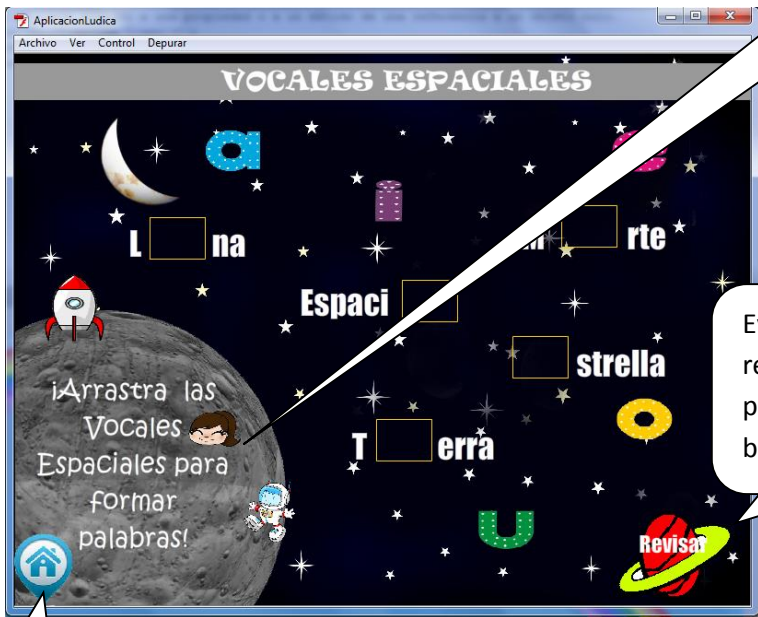 AplicacionLudica
Archivo Ver Control Depurar
VOCALES ESPACIALES
a
e
i
L na
rte
Espaci
strella
¡Arrastra las
Vocales
Espaciales para
formar
palabras!
T erra
o
u
Revisar